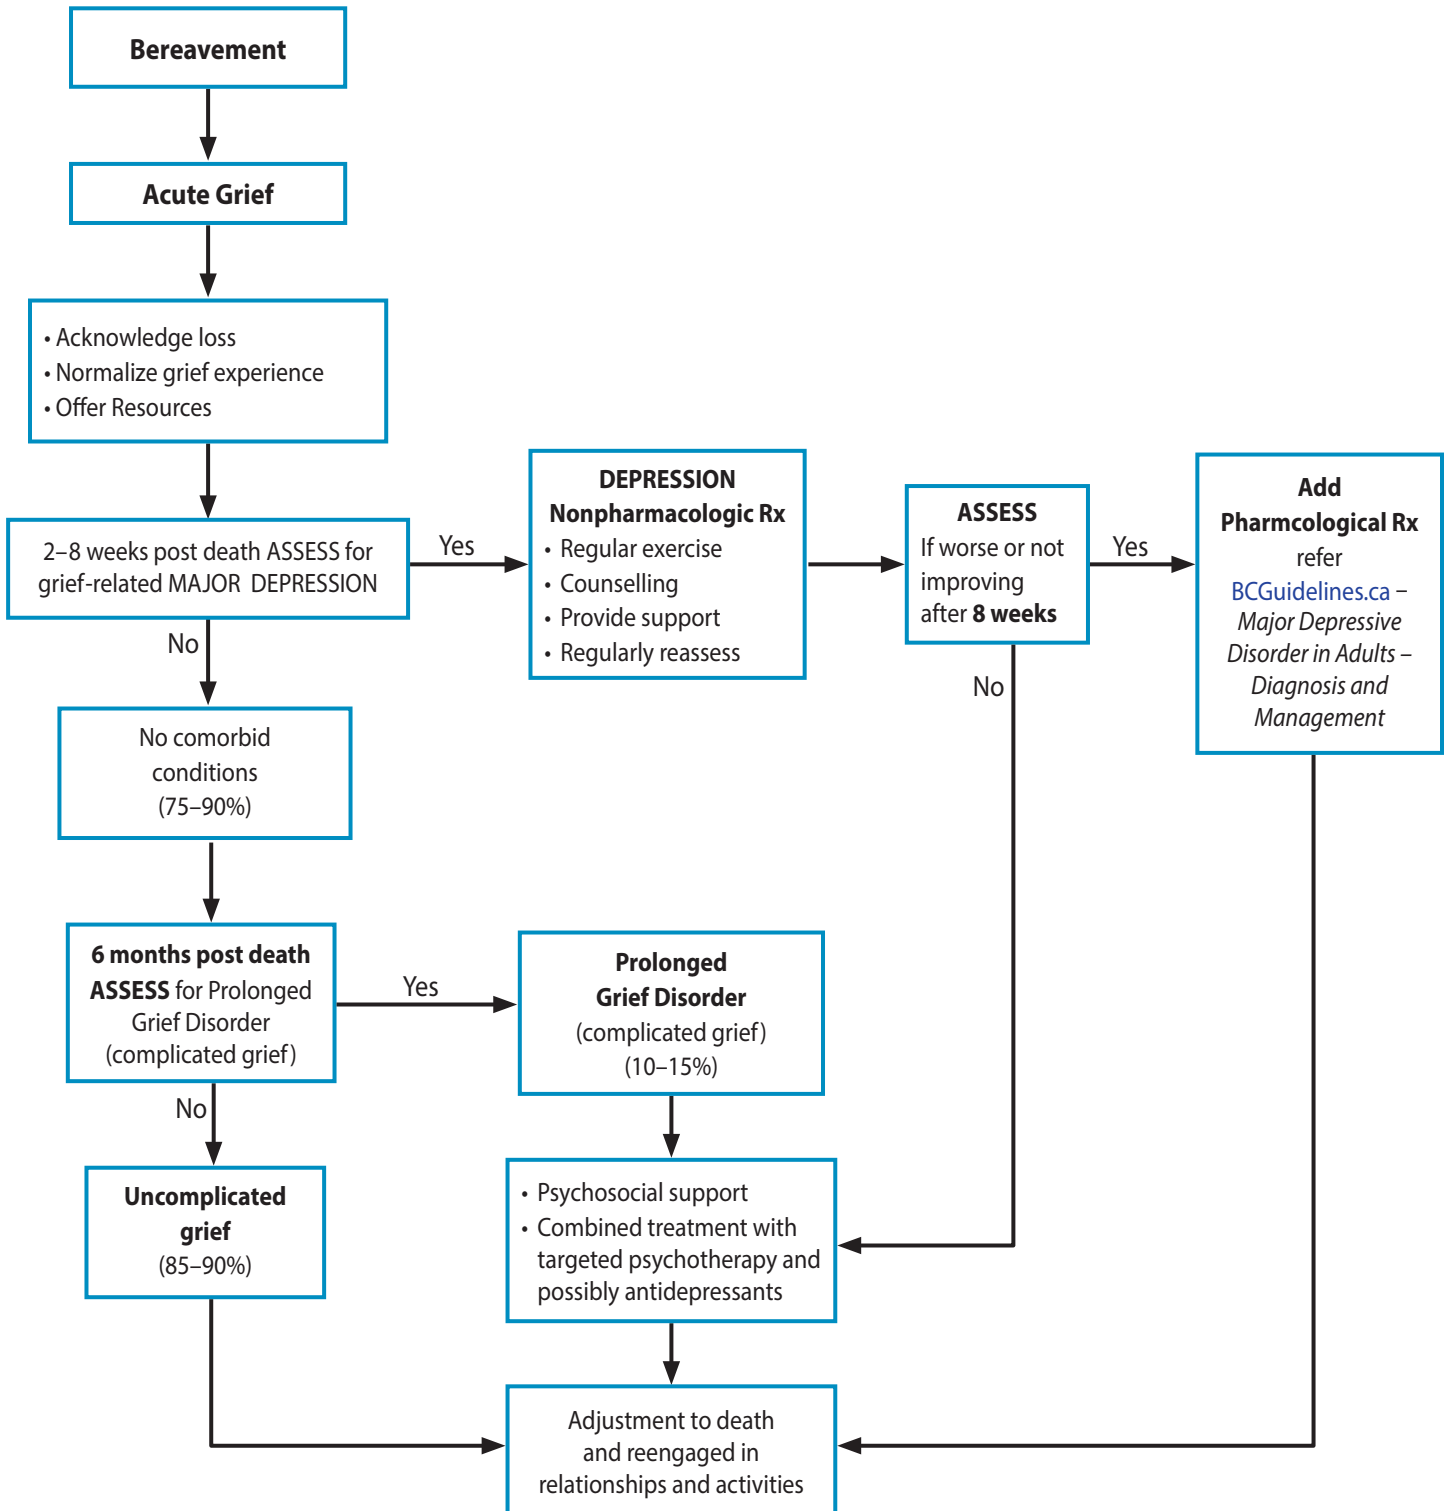 Bereavement
Acute Grief
• Acknowledge loss
• Normalize grief experience
• Offer Resources
2–8 weeks post death ASSESS for
grief-related MAJOR DEPRESSION
Yes
No
DEPRESSION
Nonpharmacologic Rx
• Regular exercise
• Counselling
• Provide support
• Regularly reassess
ASSESS
If worse or not
improving
after 8 weeks
Yes
No
Add
Pharmcological Rx
refer
BCGuidelines.ca –
Major Depressive
Disorder in Adults –
Diagnosis and
Management
No comorbid
conditions
(75–90%)
6 months post death
ASSESS for Prolonged
Grief Disorder
(complicated grief)
Yes
No
Prolonged
Grief Disorder
(complicated grief)
(10–15%)
Uncomplicated
grief
(85–90%)
• Psychosocial support
• Combined treatment with
targeted psychotherapy and
possibly antidepressants
Adjustment to death
and reengaged in
relationships and activities